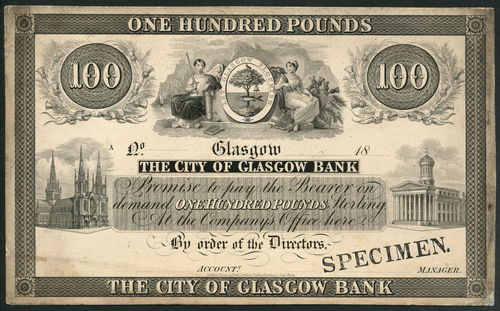 ONE HUNDRED POUNDS
100
100
A No. Glasgow 18
THE CITY OF GLASGOW BANK
Promise to pay the Bearer on
demand ONE HUNDRED POUNDS Sterling
At the Company's Office here
By order of the Directors,
SPECIMEN.
ACCOUNT.T MANAGER.
THE CITY OF GLASGOW BANK